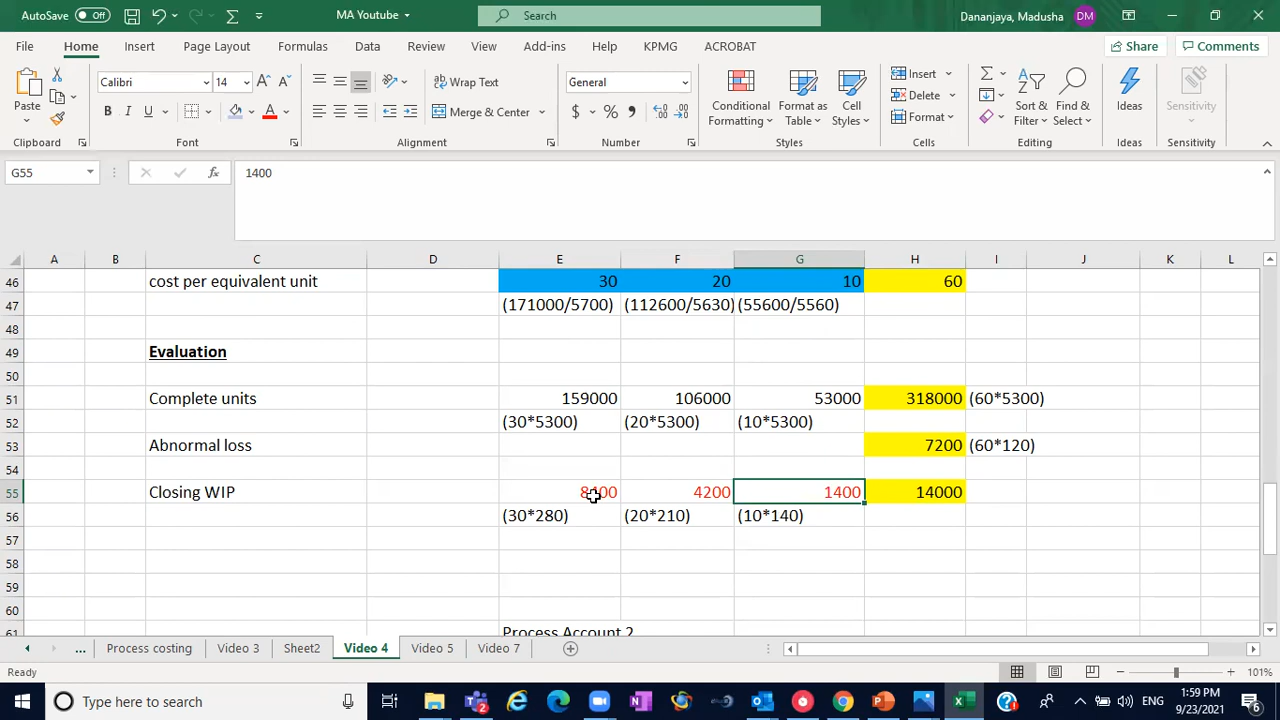 AutoSave Off MA Youtube Search Dananjaya, Madusha DM
File Home Insert Page Layout Formulas Data Review View Add-ins Help KPMG ACROBAT Share Comments
Calibri 14 Wrap Text General Insert
Paste B I U Merge & Center $ % Conditional Formatting Format as Table Cell Styles Delete Format Sort & Filter Find & Select Ideas Sensitivity
Clipboard Font Alignment Number Styles Cells Editing Ideas Sensitivity
G55 fx 1400
A B C D E F G H I J K L
46 cost per equivalent unit 30 20 10 60
47 (171000/5700) (112600/5630) (55600/5560)
48
49 Evaluation
50
51 Complete units 159000 106000 53000 318000 (60*5300)
52 (30*5300) (20*5300) (10*5300)
53 Abnormal loss 7200 (60*120)
54
55 Closing WIP 8400 4200 1400 14000
56 (30*280) (20*210) (10*140)
57
58
59
60
61 Process Account 2
... Process costing Video 3 Sheet2 Video 4 Video 5 Video 7
Ready 101%
Type here to search ENG 1:59 PM
9/23/2021 6